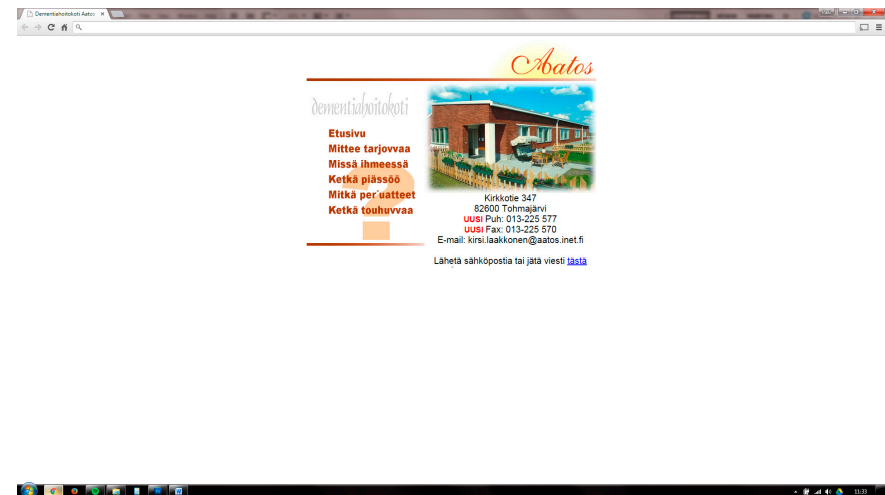 Dementiahoitokoti Aatos
Aatos
dementiahoitokoti
Etusivu
Mittee tarjovvaa
Missä ihmeessä
Ketkä piässöö
Mitkä per´uatteet
Ketkä touhuvvaa
?
Kirkkotie 347
82600 Tohmajärvi
UUSI Puh: 013-225 577
UUSI Fax: 013-225 570
E-mail: kirsi.laakkonen@aatos.inet.fi
Lähetä sähköpostia tai jätä viesti tästä
11:33